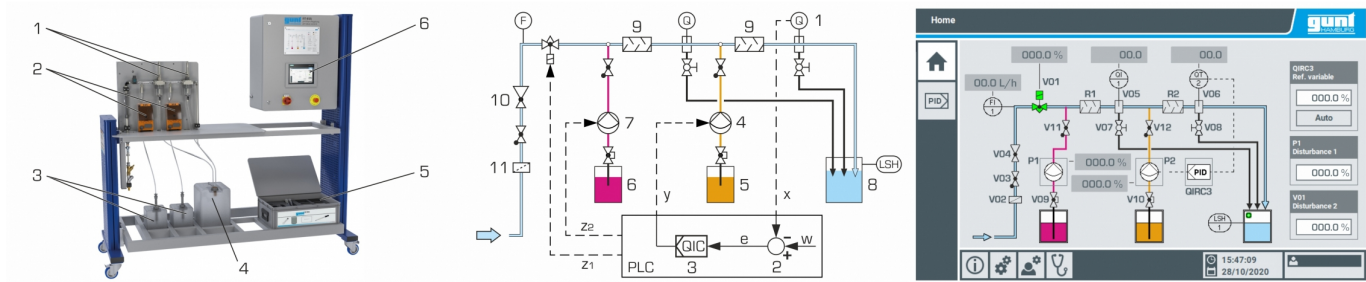 1
2
3
4
5
6
F
Q
Q
1
9
9
10
7
4
11
6
5
8
LSH
y
x
z2
z1
PLC
QIC
3
e
2
w
-
+
Home
gunt
HAMBURG
000.0 %
00.0
00.0
00.0 L/h
V01
QI
1
QT
2
FI
1
R1
V05
R2
V06
V11
V07
V12
V08
V04
P1
000.0 %
P2
PID
V03
000.0 %
QIRC3
V02
V09
V10
LSH
1
PID
QIRC3
Ref. variable
000.0 %
Auto
P1
Disturbance 1
000.0 %
V01
Disturbance 2
000.0 %
15:47:09
28/10/2020